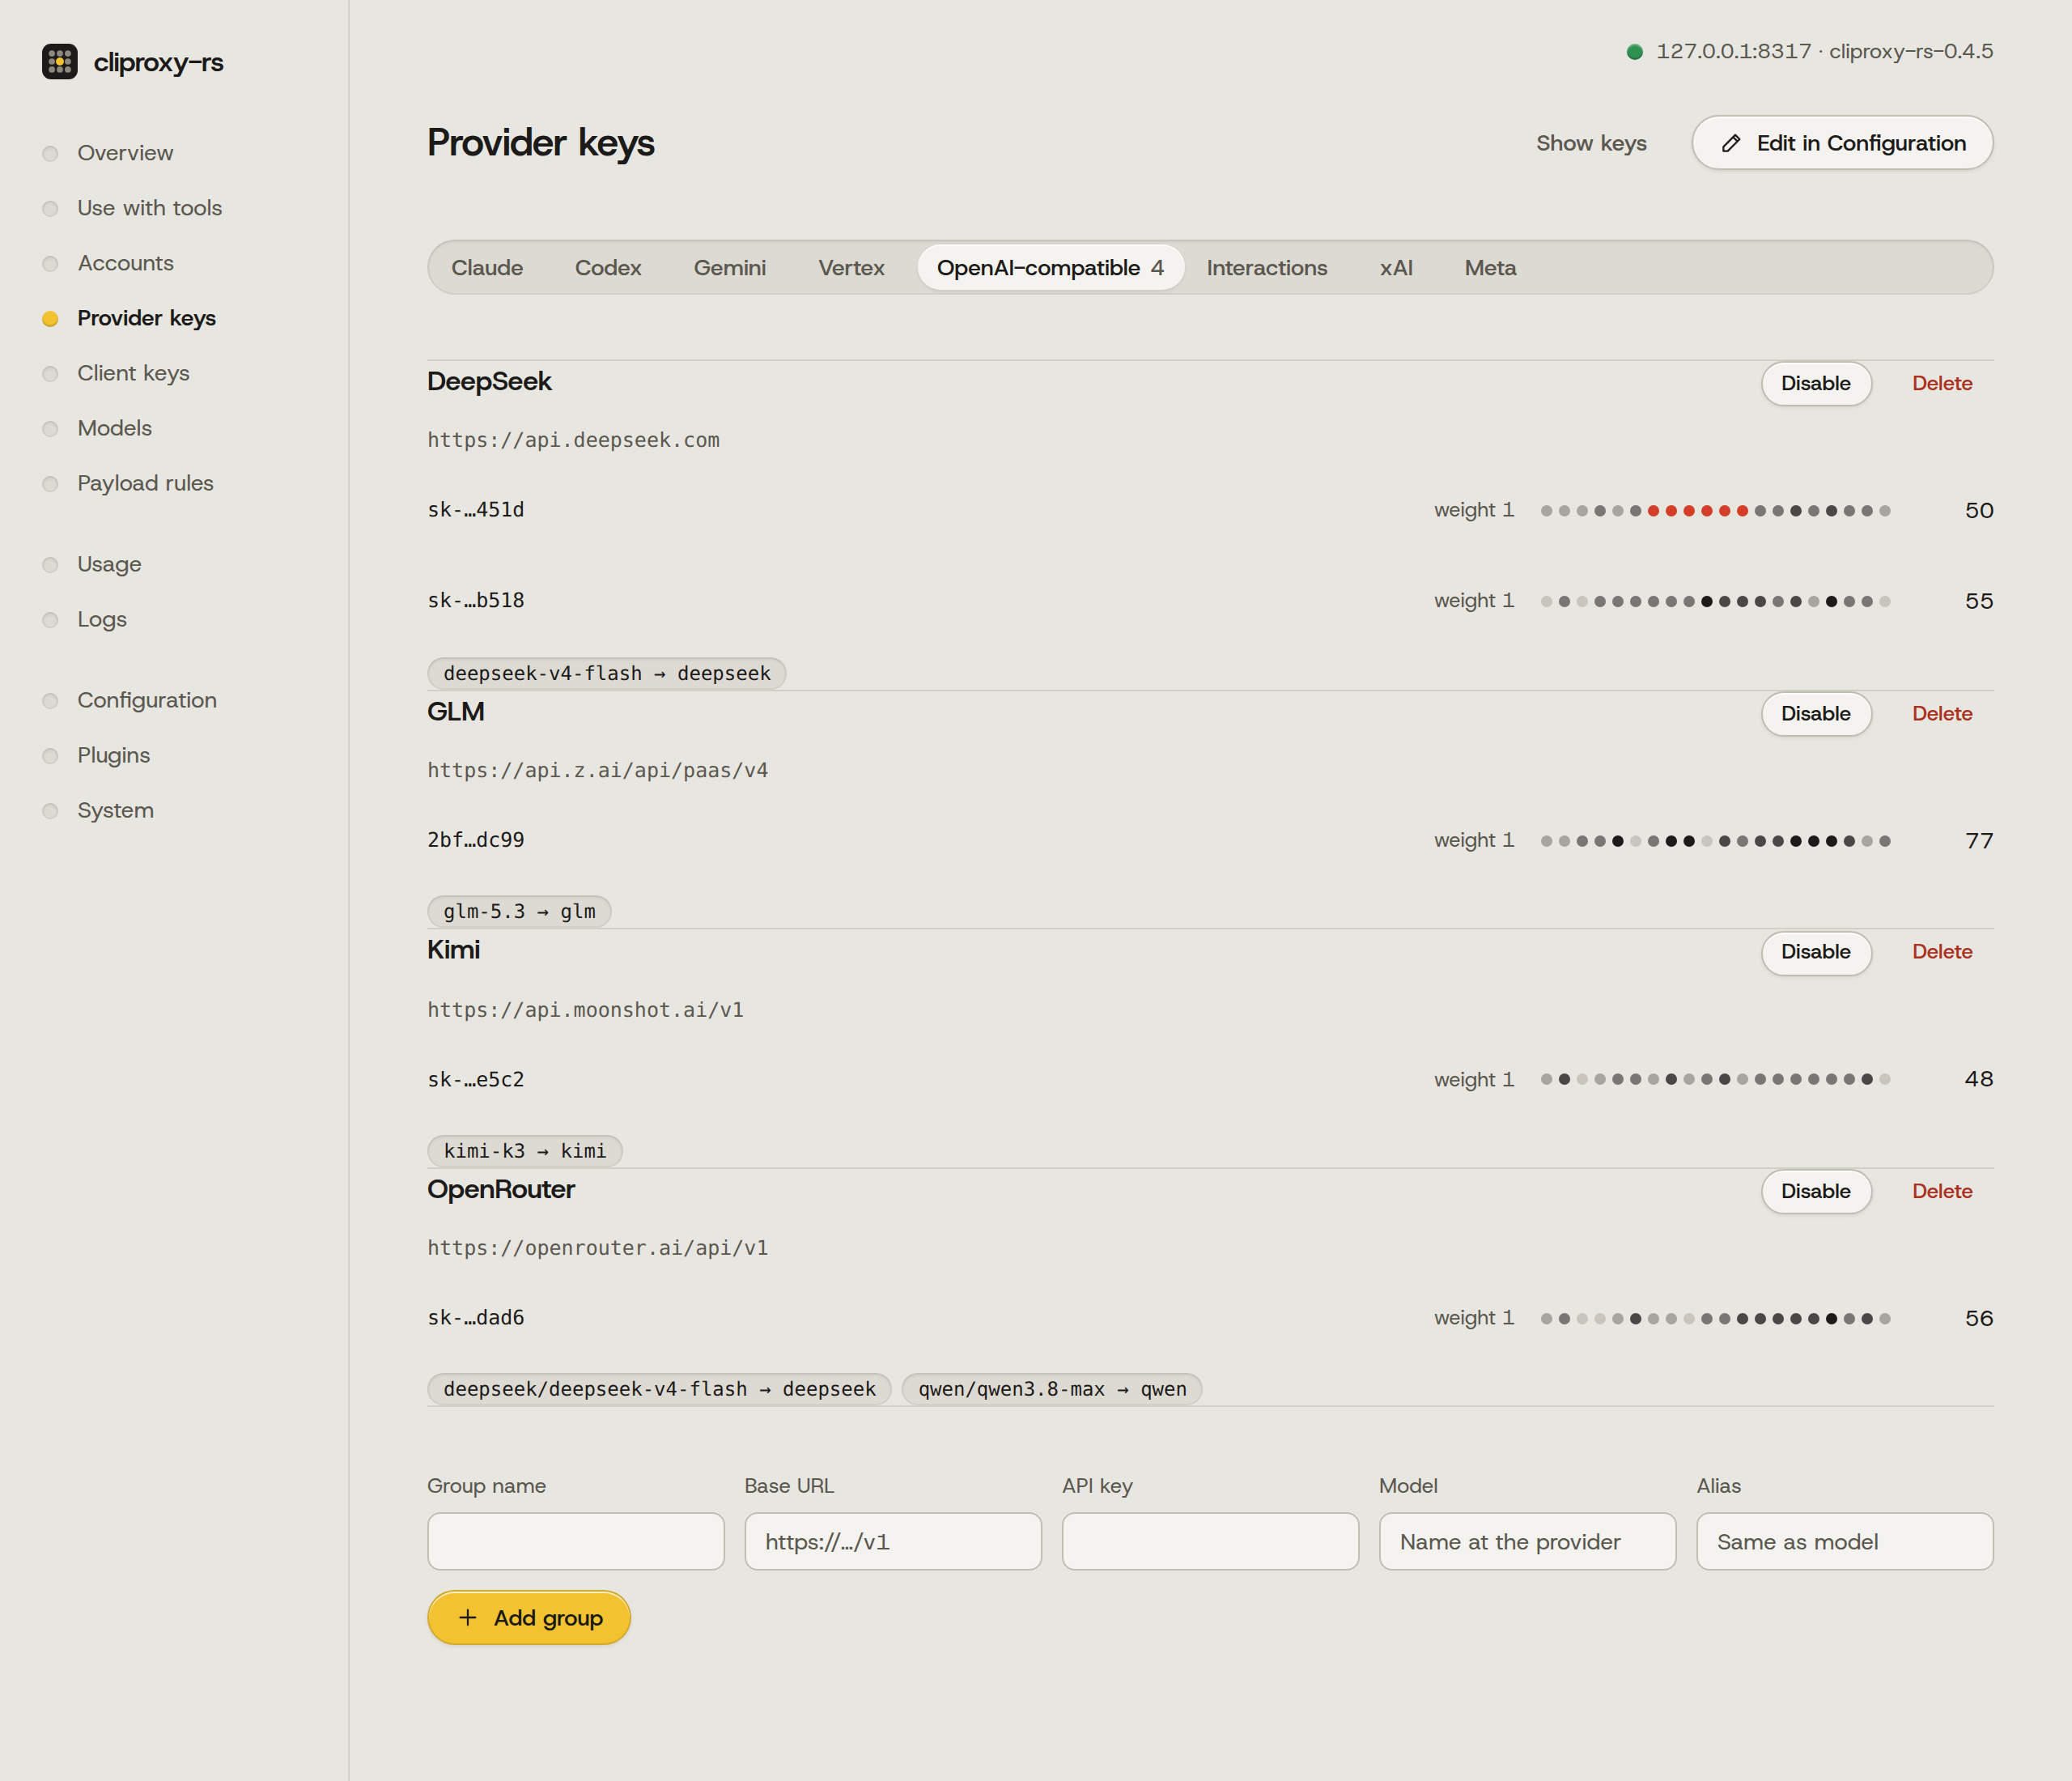 cliproxy-rs
127.0.0.1:8317 · cliproxy-rs-0.4.5
Overview
Use with tools
Accounts
Provider keys
Client keys
Models
Payload rules
Usage
Logs
Configuration
Plugins
System
Provider keys
Show keys
Edit in Configuration
Claude Codex Gemini Vertex OpenAI-compatible 4 Interactions xAI Meta
DeepSeek Disable Delete
https://api.deepseek.com
sk-…451d weight 1 50
sk-…b518 weight 1 55
deepseek-v4-flash → deepseek
GLM Disable Delete
https://api.z.ai/api/paas/v4
2bf…dc99 weight 1 77
glm-5.3 → glm
Kimi Disable Delete
https://api.moonshot.ai/v1
sk-…e5c2 weight 1 48
kimi-k3 → kimi
OpenRouter Disable Delete
https://openrouter.ai/api/v1
sk-…dad6 weight 1 56
deepseek/deepseek-v4-flash → deepseek qwen/qwen3.8-max → qwen
Group name Base URL API key Model Alias
https://…/v1 Name at the provider Same as model
Add group